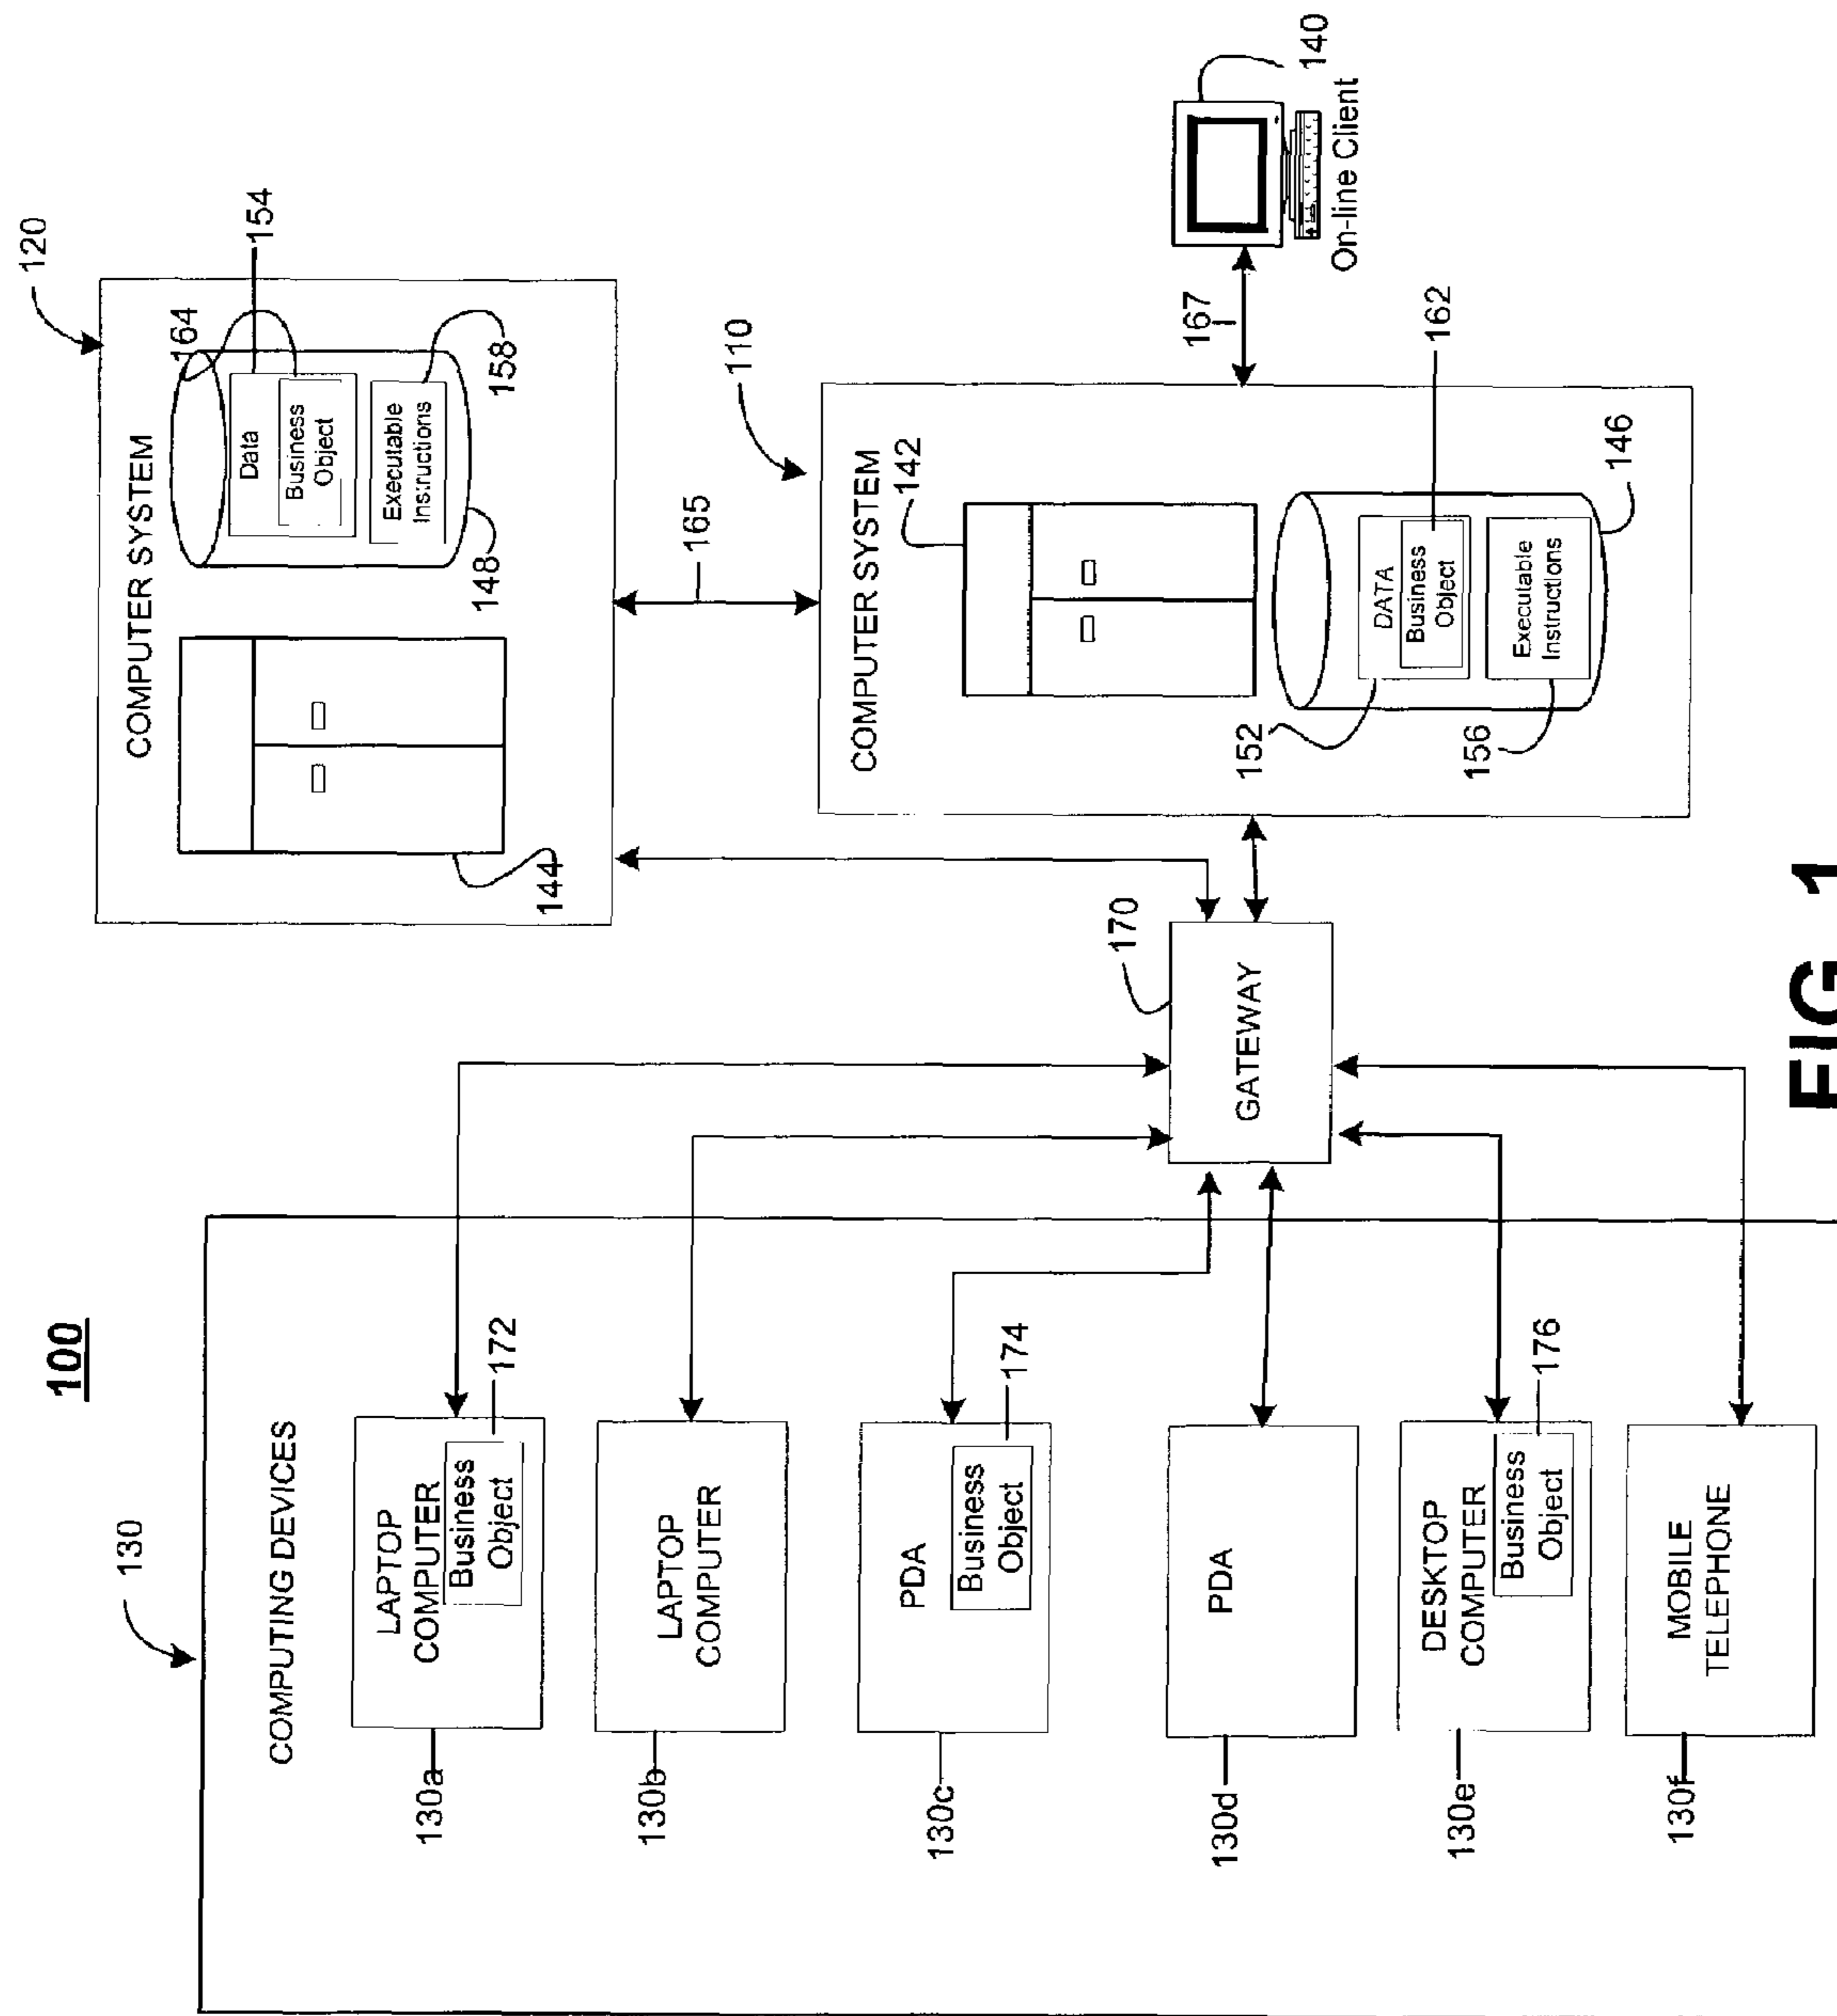 100
130
COMPUTING DEVICES
LAPTOP
COMPUTER
Business
Object
172
130a
LAPTOP
COMPUTER
130b
PDA
Business
Object
174
130c
PDA
130d
DESKTOP
COMPUTER
Business
Object
176
130e
MOBILE
TELEPHONE
130f
GATEWAY
170
120
COMPUTER SYSTEM
144
164
Data
Business
Object
154
Executable
Instructions
158
148
165
110
COMPUTER SYSTEM
142
DATA
Business
Object
162
152
Executable
Instructions
156
146
167
140
On-line Client
FIG. 1